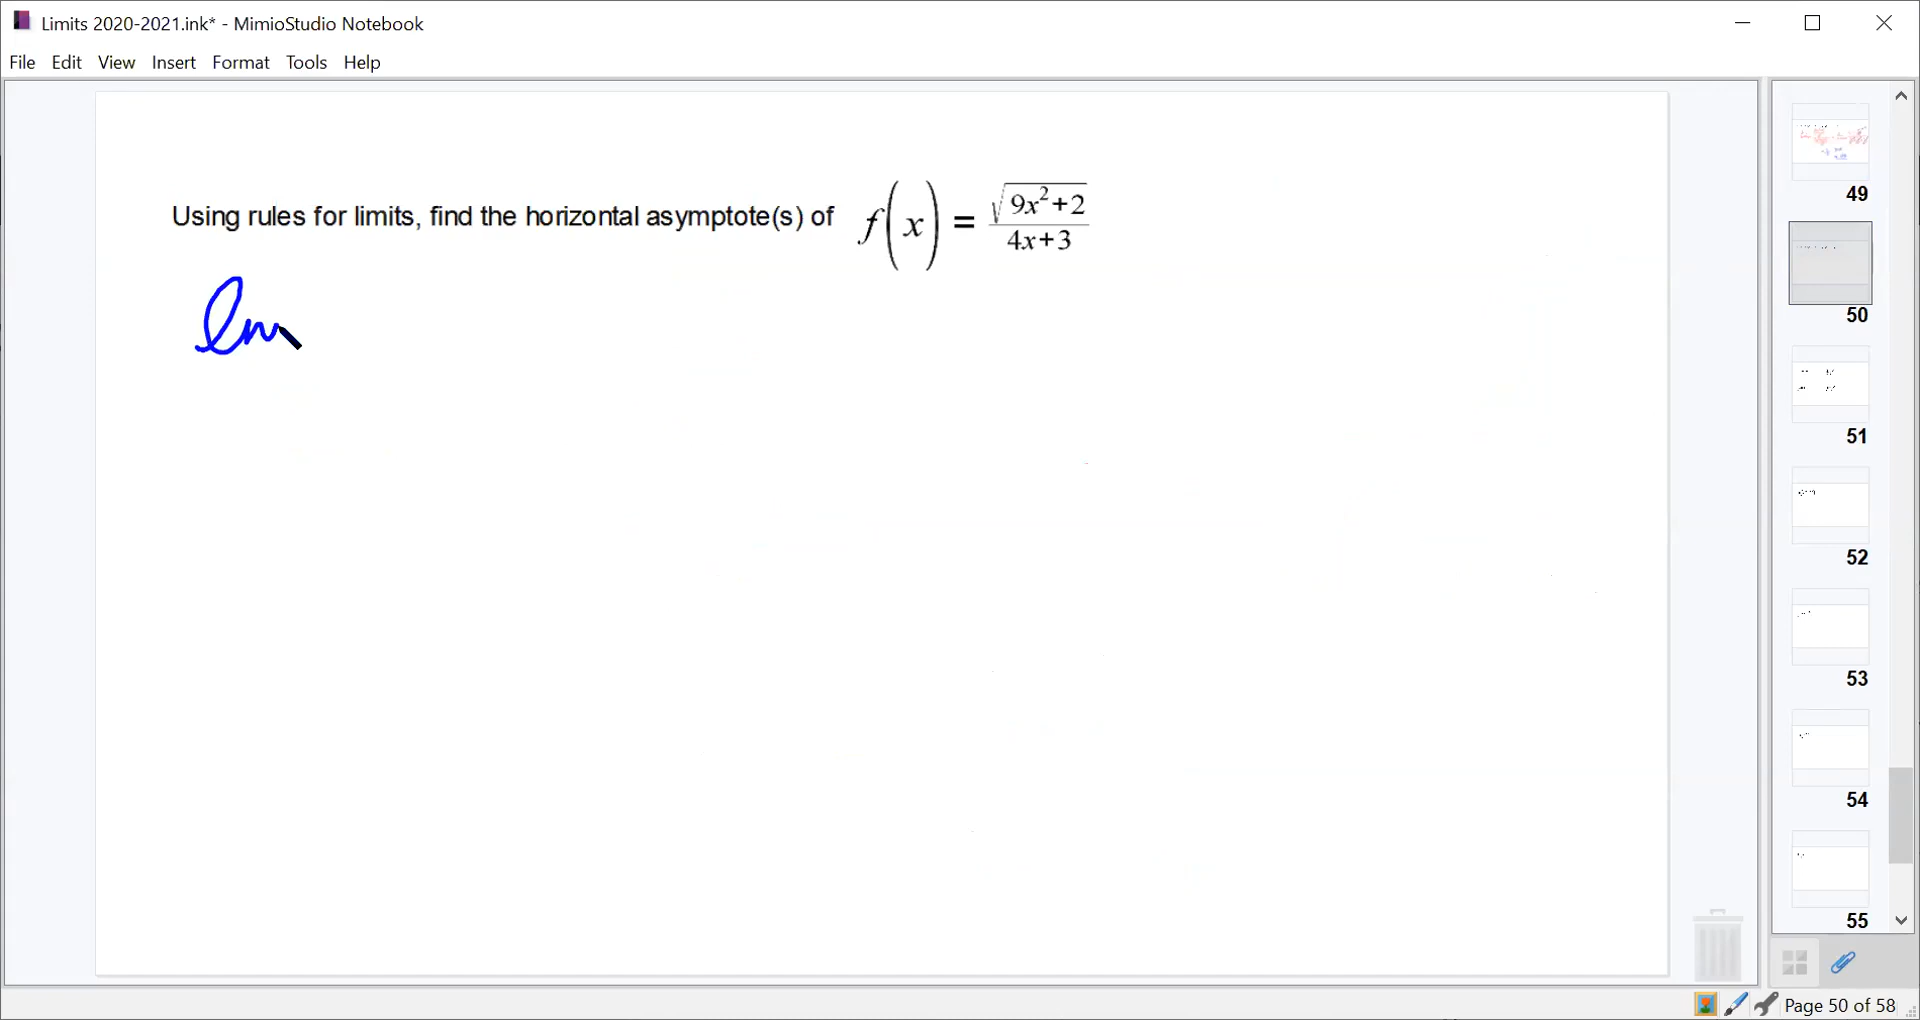 Limits 2020-2021.ink* - MimioStudio Notebook
File Edit View Insert Format Tools Help
Using rules for limits, find the horizontal asymptote(s) of f(x) = √(9x²+2) / (4x+3)
lim
49
50
51
52
53
54
55
Page 50 of 58